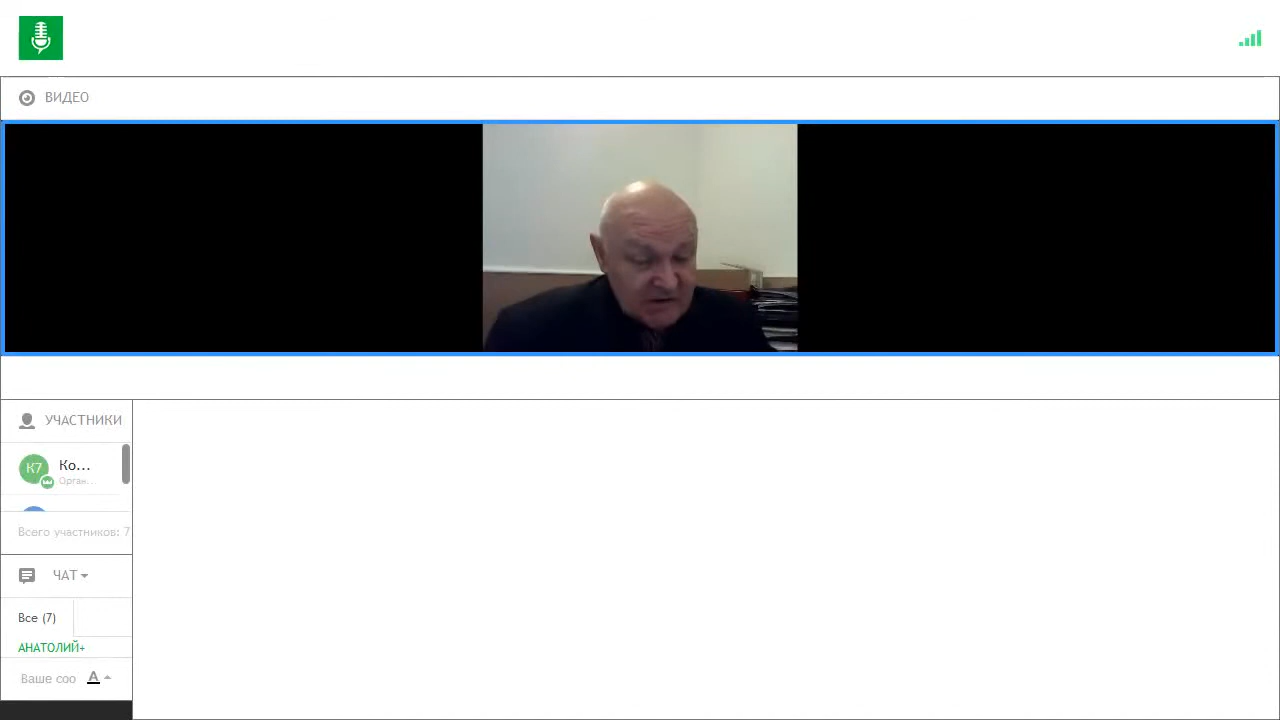 ВИДЕО
УЧАСТНИКИ
К7
Ко...
Орган...
Всего участников: 7
ЧАТ
Все (7)
АНАТОЛИЙ+
Ваше соо
A